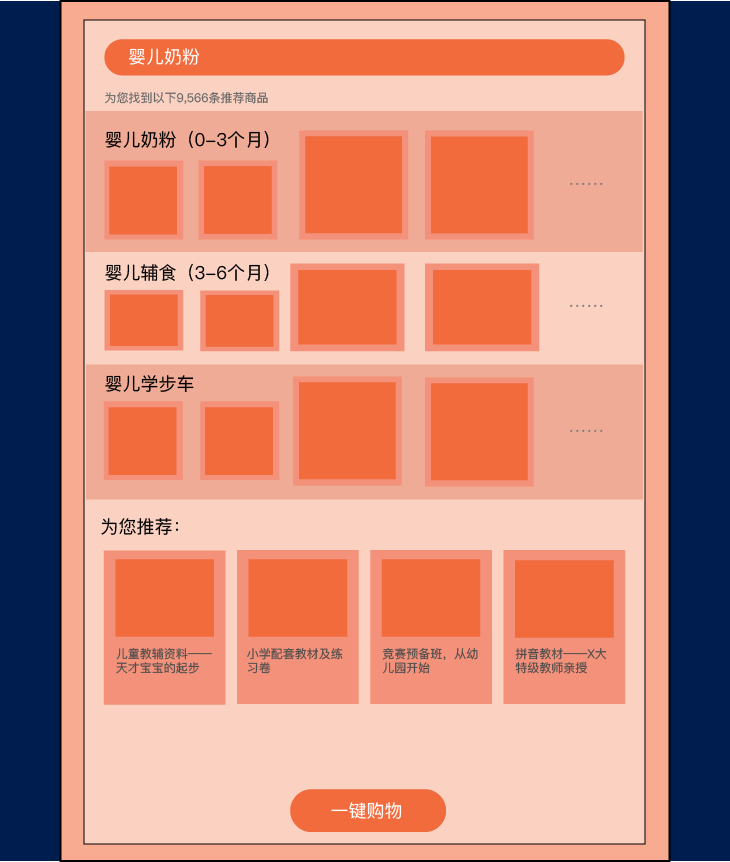 婴儿奶粉
为您找到以下9,566条推荐商品
婴儿奶粉（0-3个月）
······
婴儿辅食（3-6个月）
······
婴儿学步车
······
为您推荐：
儿童教辅资料——
天才宝宝的起步
小学配套教材及练
习卷
竞赛预备班，从幼
儿园开始
拼音教材——X大
特级教师亲授
一键购物